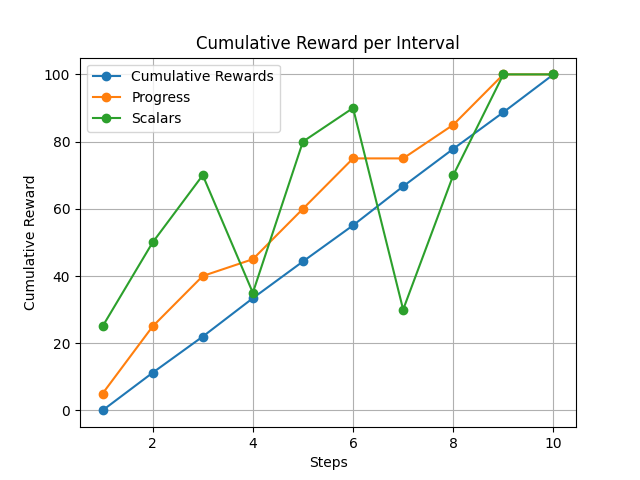 Cumulative Reward per Interval
Cumulative Rewards
Progress
Scalars
Cumulative Reward
100
80
60
40
20
0
2 4 6 8 10
Steps